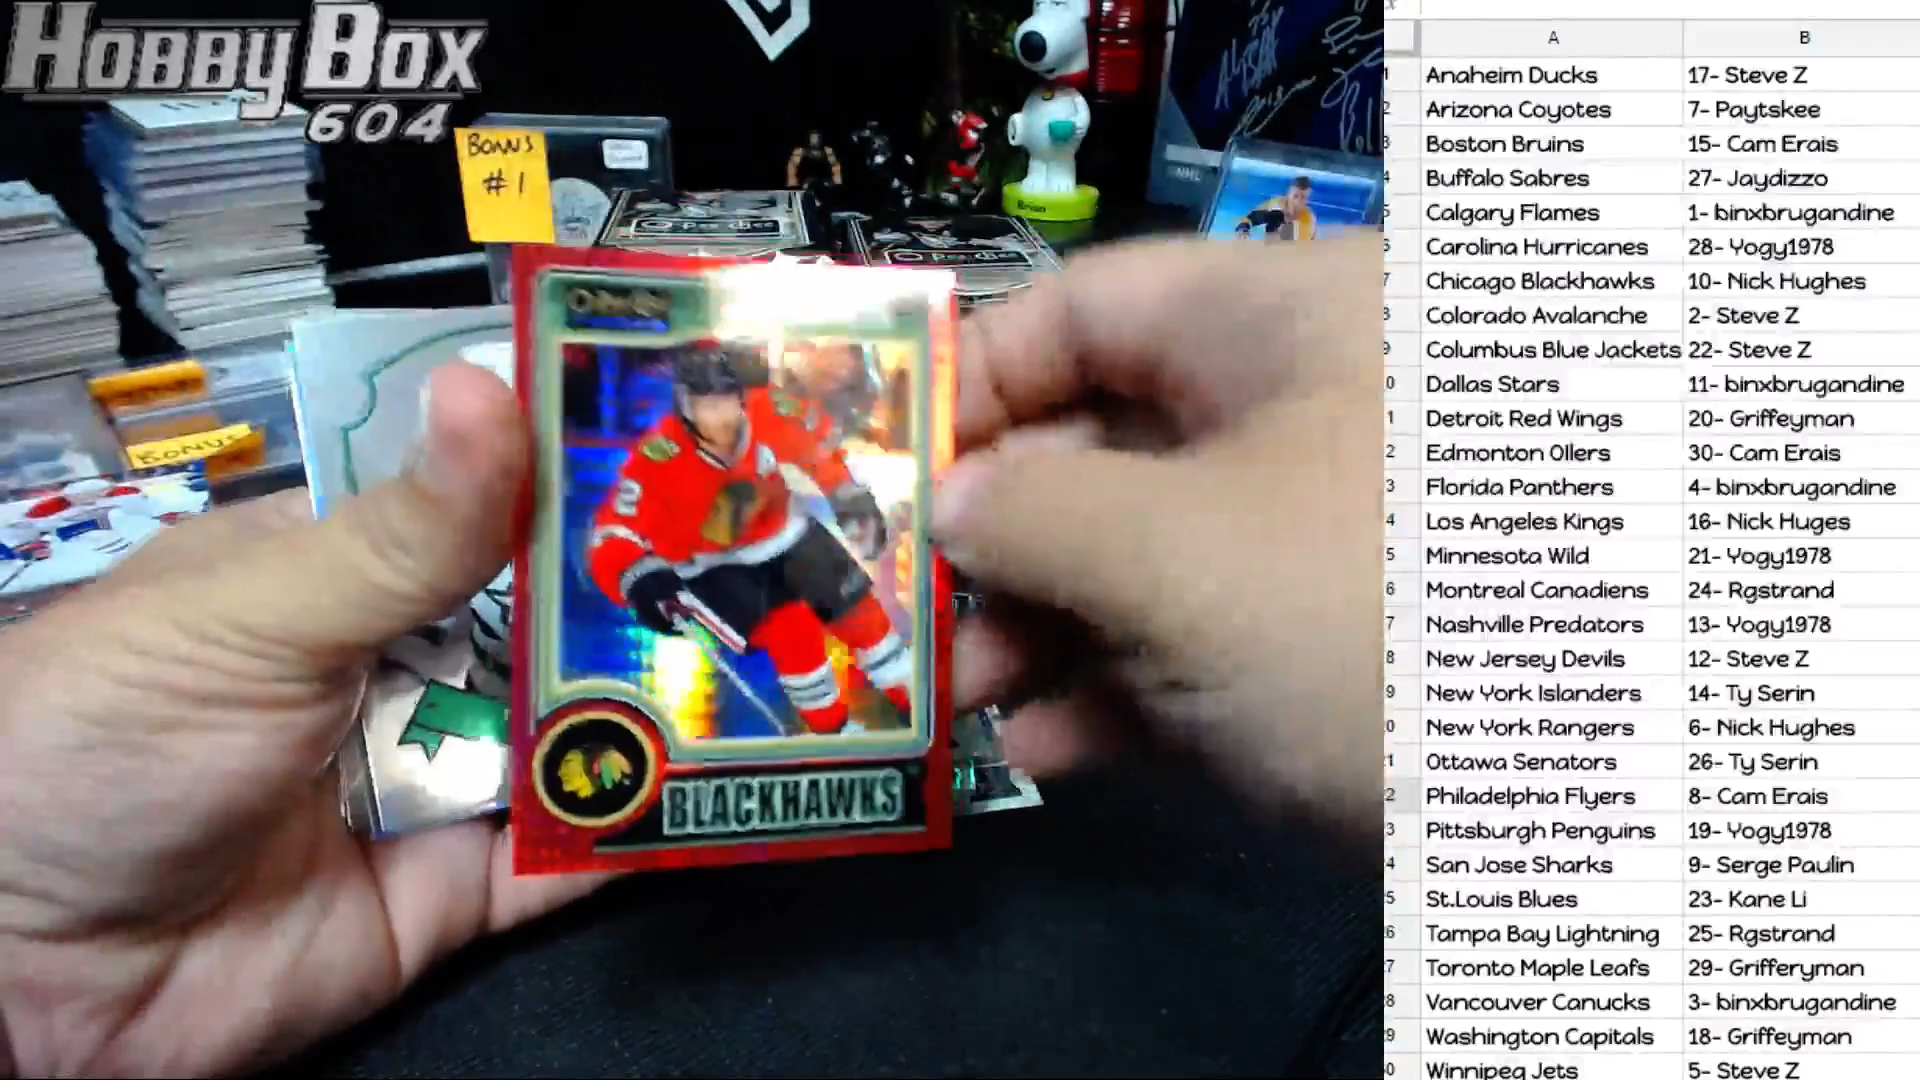 HobbyBox
604
BONUS
#1
BONUS
Brian
NHL
2
BLACKHAWKS
A B
Anaheim Ducks 17- Steve Z
Arizona Coyotes 7- Paytskee
Boston Bruins 15- Cam Erais
Buffalo Sabres 27- Jaydizzo
Calgary Flames 1- binxbrugandine
Carolina Hurricanes 28- Yogy1978
Chicago Blackhawks 10- Nick Hughes
Colorado Avalanche 2- Steve Z
Columbus Blue Jackets 22- Steve Z
Dallas Stars 11- binxbrugandine
Detroit Red Wings 20- Griffeyman
Edmonton Ollers 30- Cam Erais
Florida Panthers 4- binxbrugandine
Los Angeles Kings 16- Nick Huges
Minnesota Wild 21- Yogy1978
Montreal Canadiens 24- Rgstrand
Nashville Predators 13- Yogy1978
New Jersey Devils 12- Steve Z
New York Islanders 14- Ty Serin
New York Rangers 6- Nick Hughes
Ottawa Senators 26- Ty Serin
Philadelphia Flyers 8- Cam Erais
Pittsburgh Penguins 19- Yogy1978
San Jose Sharks 9- Serge Paulin
St.Louis Blues 23- Kane Li
Tampa Bay Lightning 25- Rgstrand
Toronto Maple Leafs 29- Grifferyman
Vancouver Canucks 3- binxbrugandine
Washington Capitals 18- Griffeyman
Winnipeg Jets 5- Steve Z